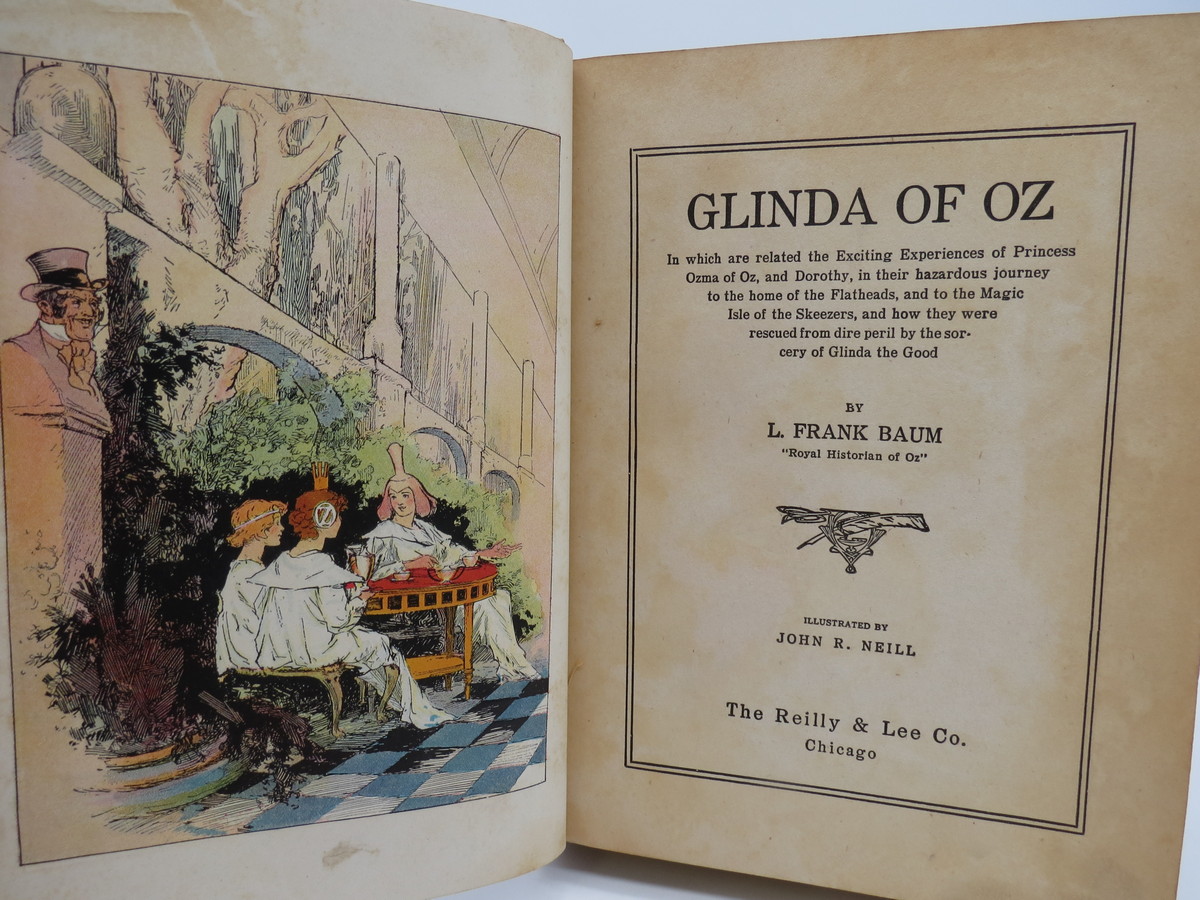 OZ
GLINDA OF OZ
In which are related the Exciting Experiences of Princess
Ozma of Oz, and Dorothy, in their hazardous journey
to the home of the Flatheads, and to the Magic
Isle of the Skeezers, and how they were
rescued from dire peril by the sor-
cery of Glinda the Good
BY
L. FRANK BAUM
"Royal Historian of Oz"
ILLUSTRATED BY
JOHN R. NEILL
The Reilly & Lee Co.
Chicago